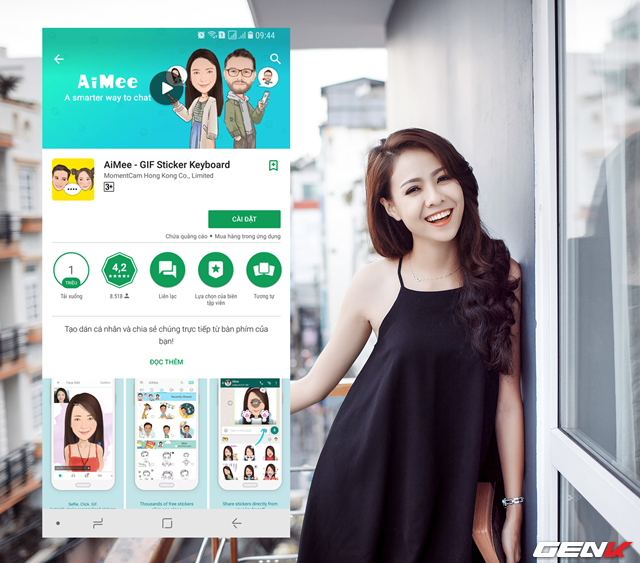 09:44
AiMee
A smarter way to chat
AiMee - GIF Sticker Keyboard
MomentCam Hong Kong Co., Limited
3+
CÀI ĐẶT
Chứa quảng cáo • Mua hàng trong ứng dụng
1
TRIỆU
4,2
Tải xuống
8.518
Liên lạc
Lựa chọn của biên
tập viên
Tương tự
Tạo dán cá nhân và chia sẻ chúng trực tiếp từ bàn phím của
bạn!
ĐỌC THÊM
Selfie, Click, Gif.
Thousands of free stickers
Share stickers directly from
GENK